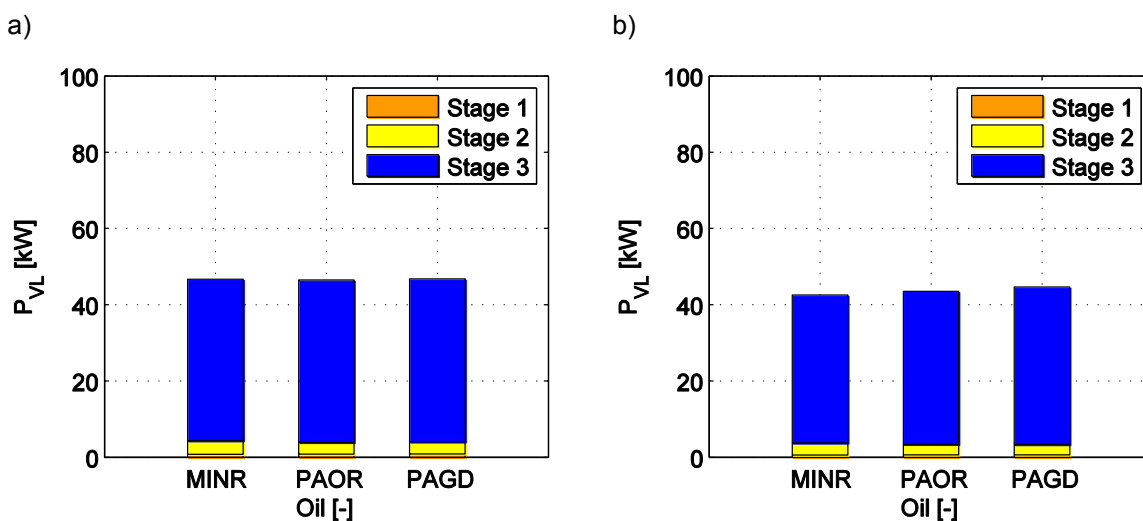 a)
100
80
60
40
20
0
P_VL [kW]
Stage 1
Stage 2
Stage 3
MINR PAOR PAGD
Oil [-]
b)
100
80
60
40
20
0
P_VL [kW]
Stage 1
Stage 2
Stage 3
MINR PAOR PAGD
Oil [-]